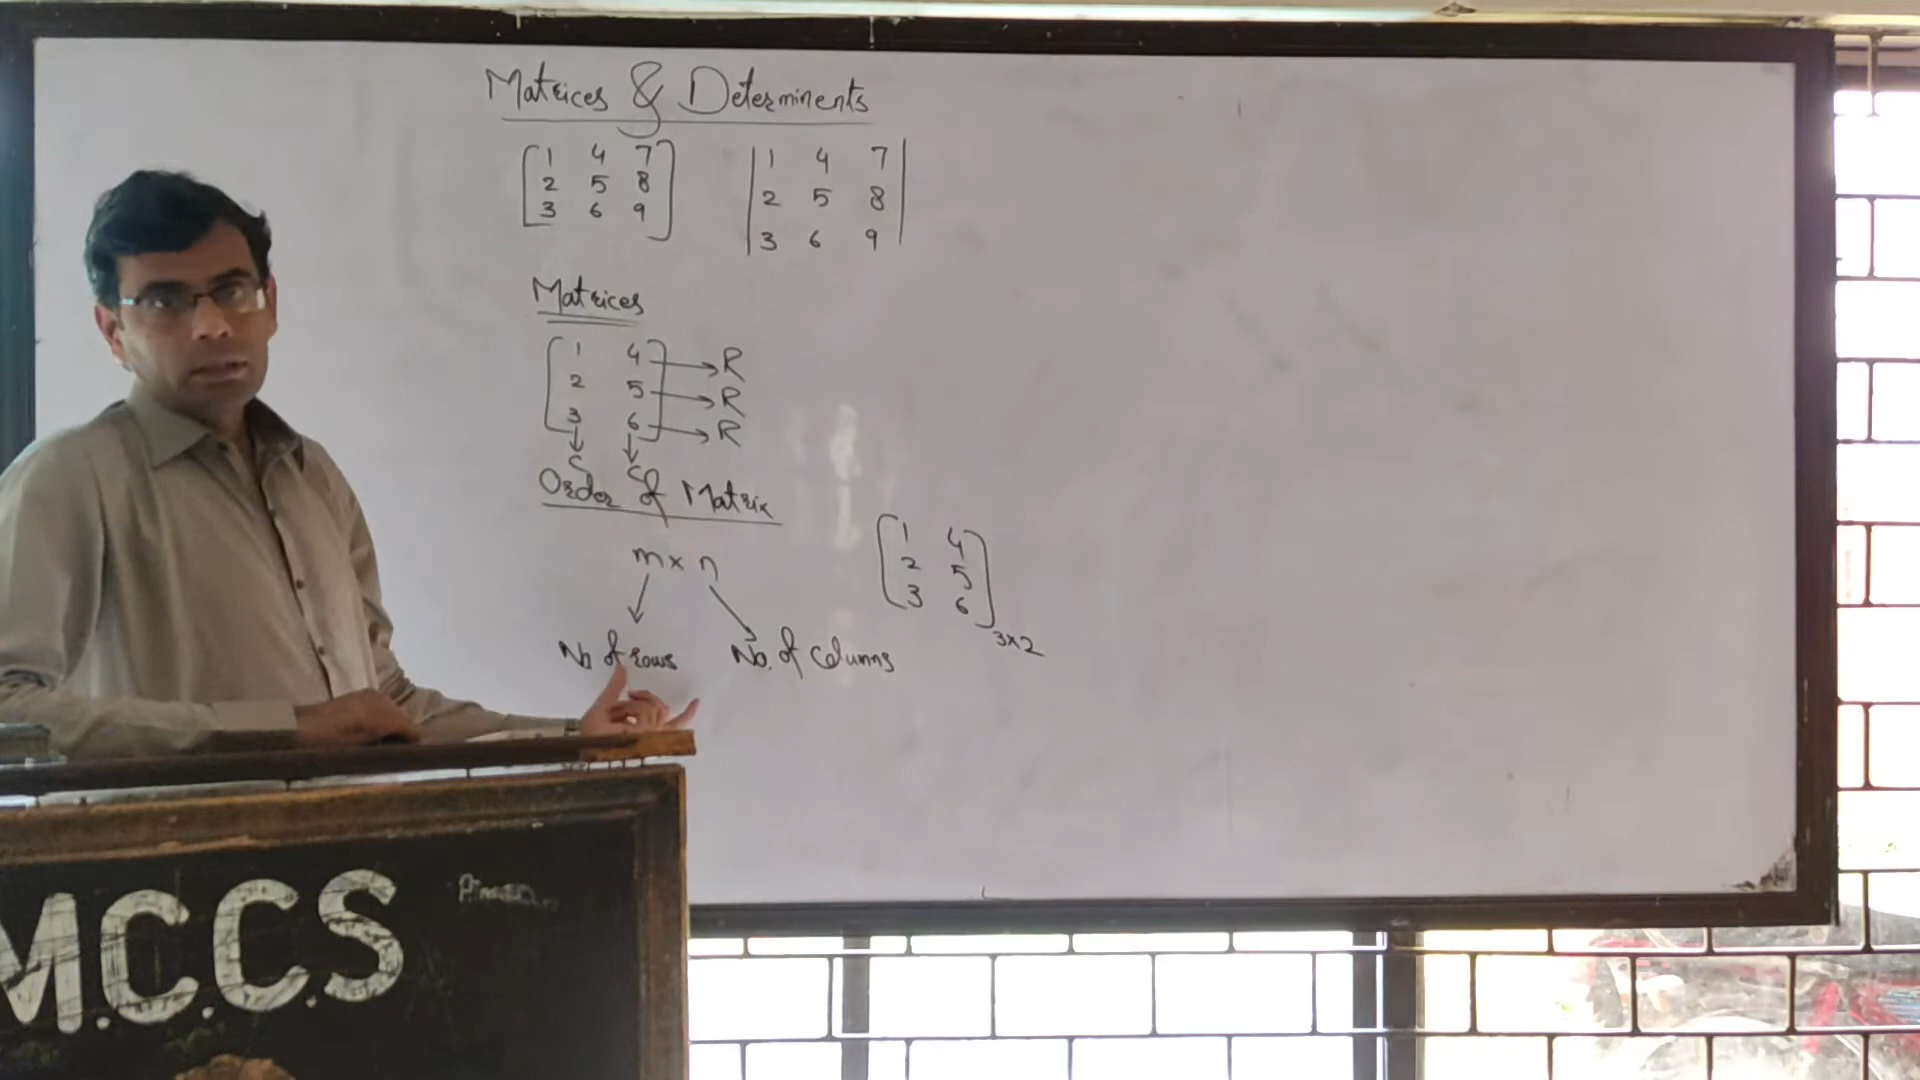 Matrices & Determinents
1 4 7
2 5 8
3 6 9
1 4 7
2 5 8
3 6 9
Matrices
1 4 → R
2 5 → R
3 6 → R
↓ ↓
C C
Order of Matrix
m × n
No of rows No. of Columns
1 4
2 5
3 6
3×2
M.C.C.S